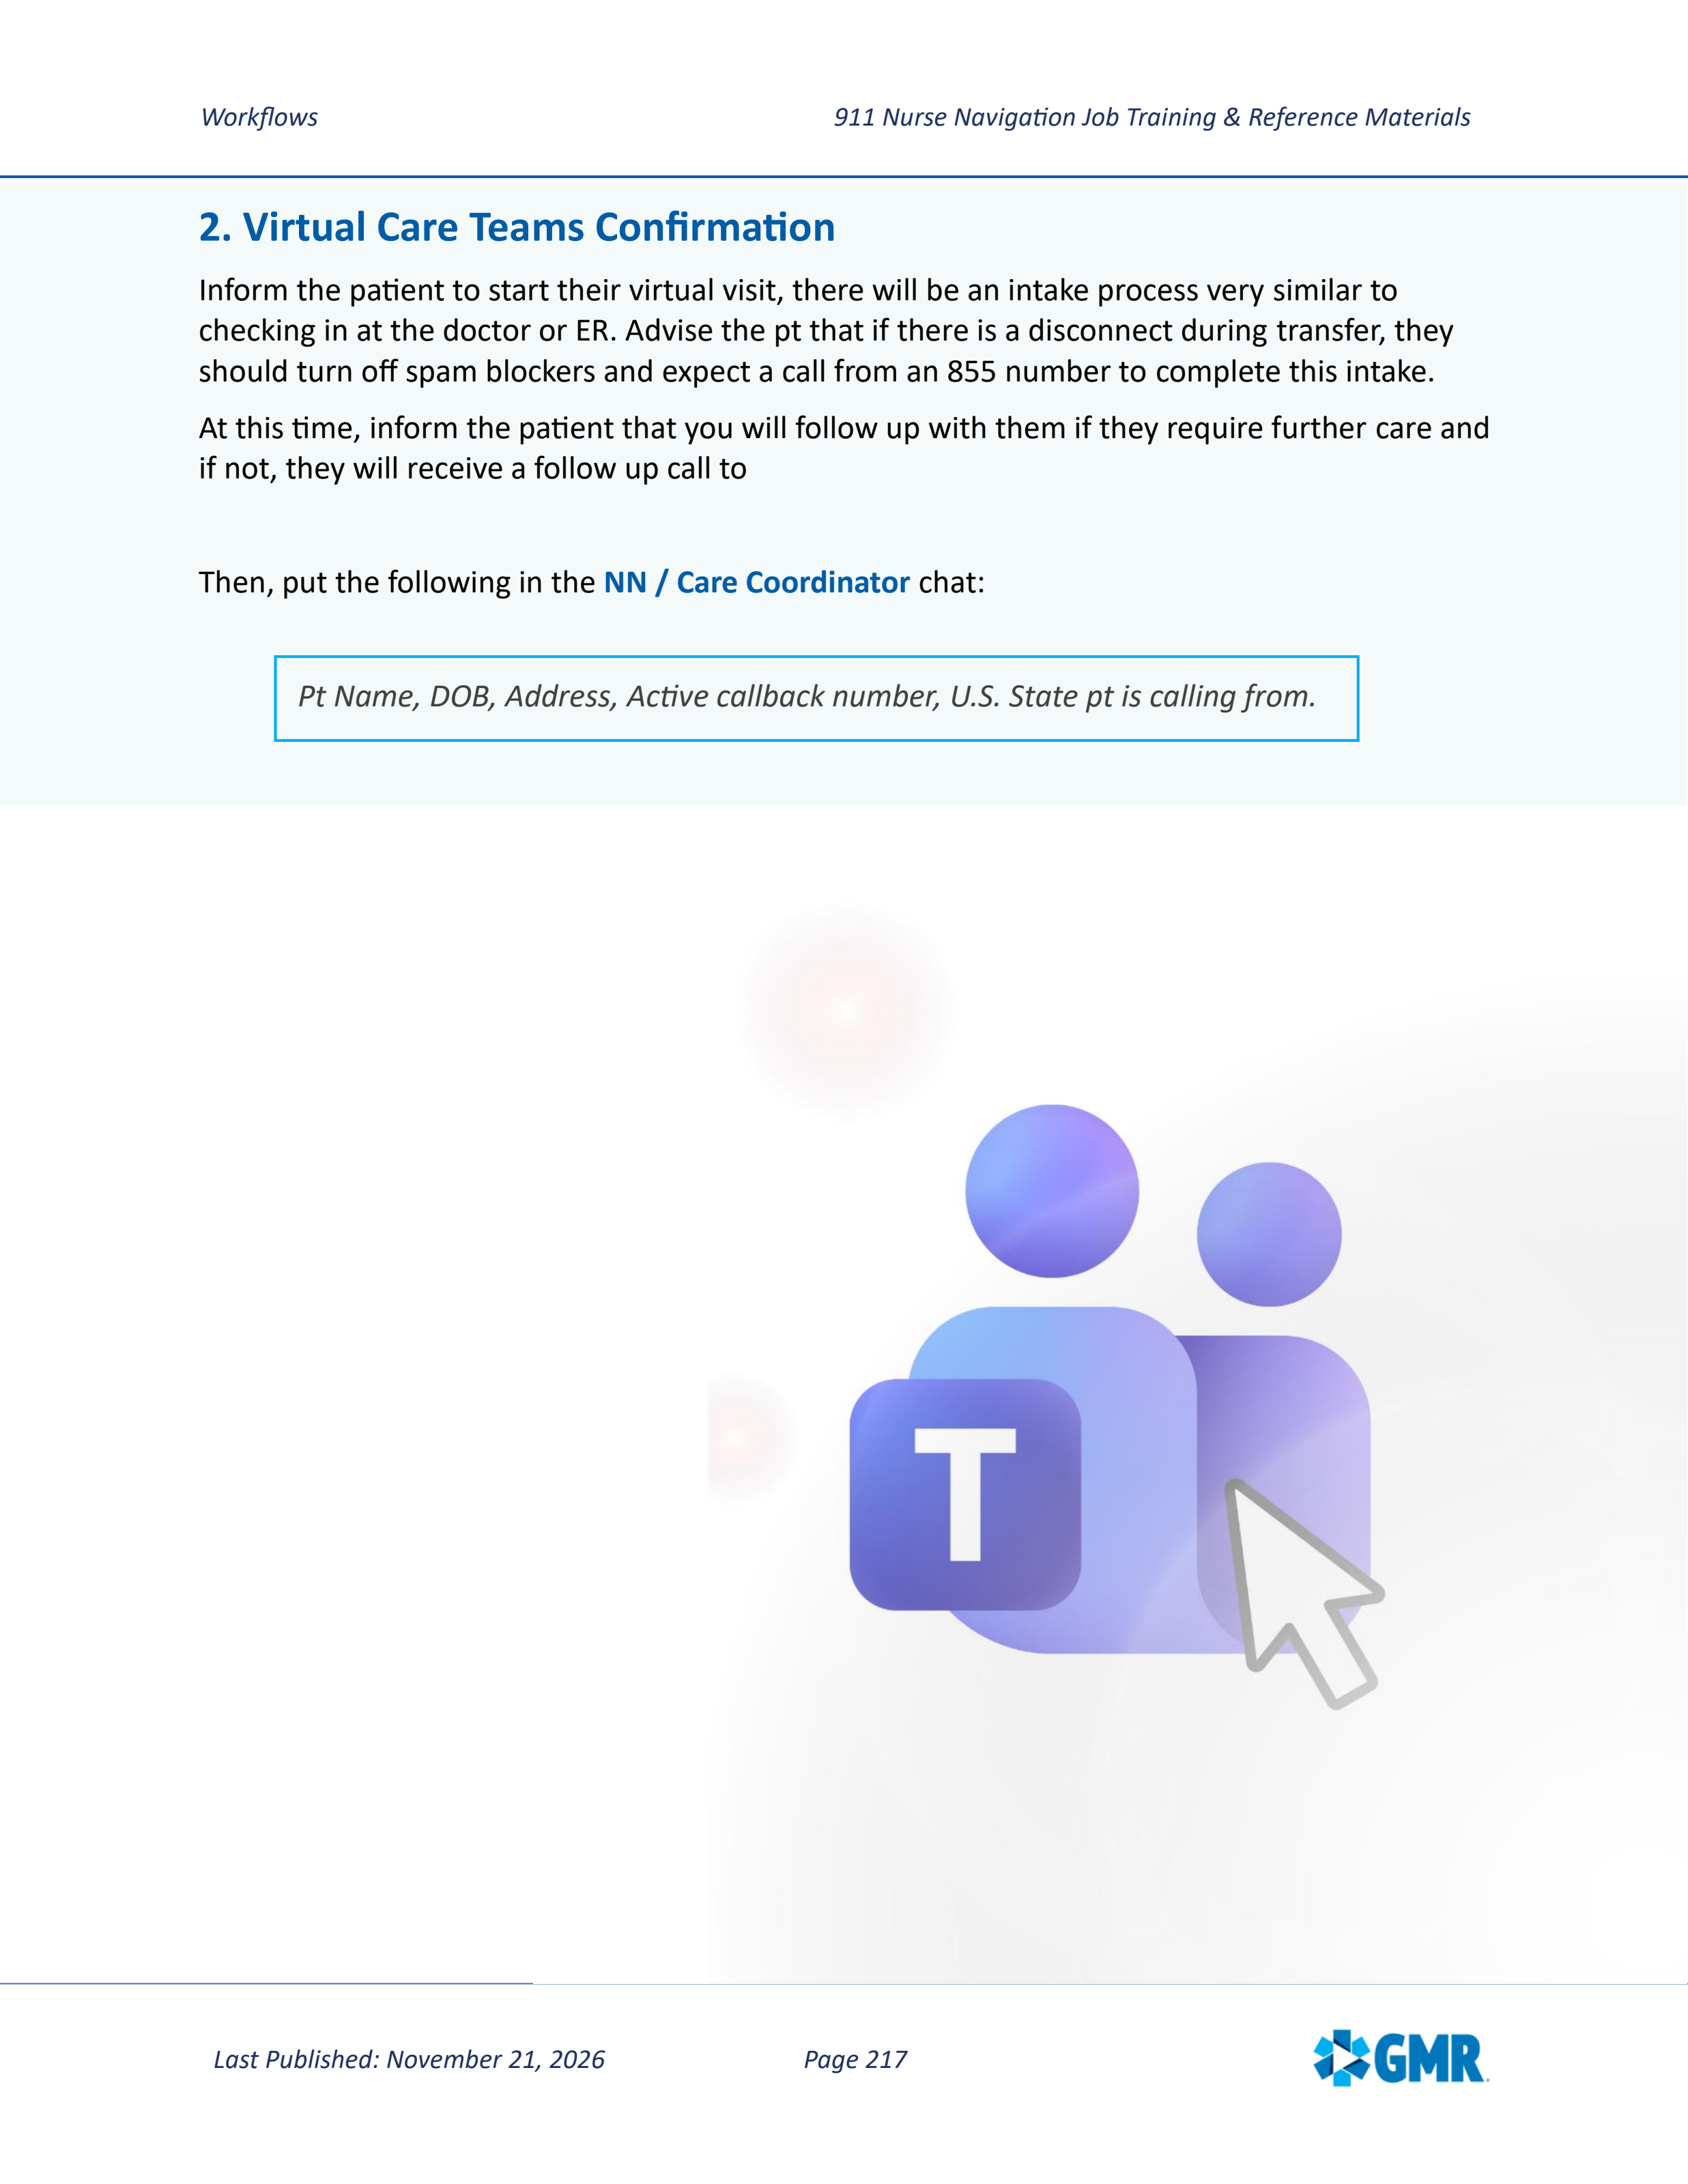 Workflows
911 Nurse Navigation Job Training & Reference Materials
2. Virtual Care Teams Confirmation
Inform the patient to start their virtual visit, there will be an intake process very similar to
checking in at the doctor or ER. Advise the pt that if there is a disconnect during transfer, they
should turn off spam blockers and expect a call from an 855 number to complete this intake.
At this time, inform the patient that you will follow up with them if they require further care and
if not, they will receive a follow up call to
Then, put the following in the NN / Care Coordinator chat:
Pt Name, DOB, Address, Active callback number, U.S. State pt is calling from.
T
Last Published: November 21, 2026
Page 217
GMR